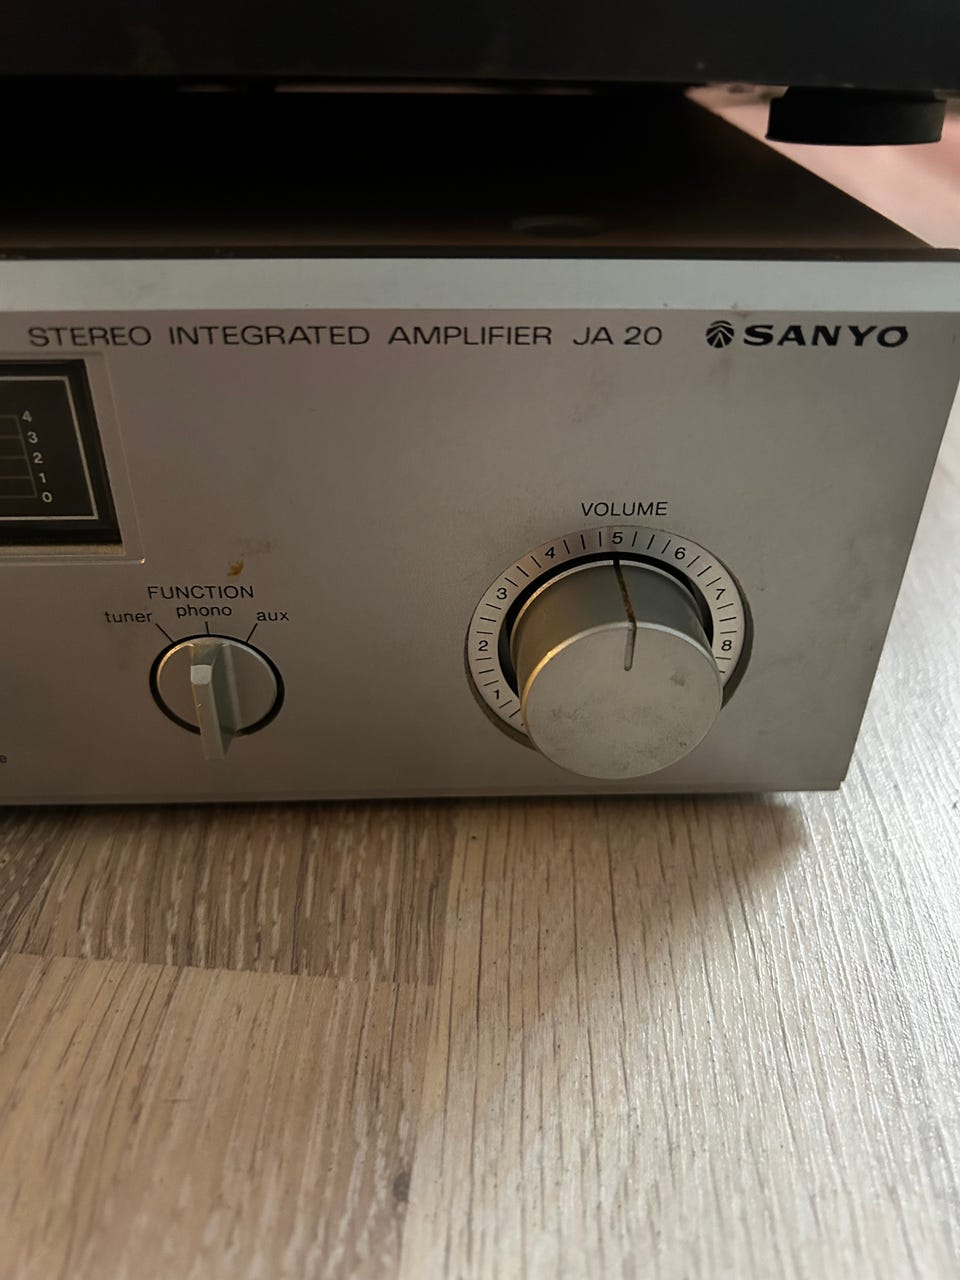 STEREO INTEGRATED AMPLIFIER JA 20 SANYO
4
3
2
1
0
VOLUME
1 2 3 4 5 6 7 8
FUNCTION
tuner phono aux
e